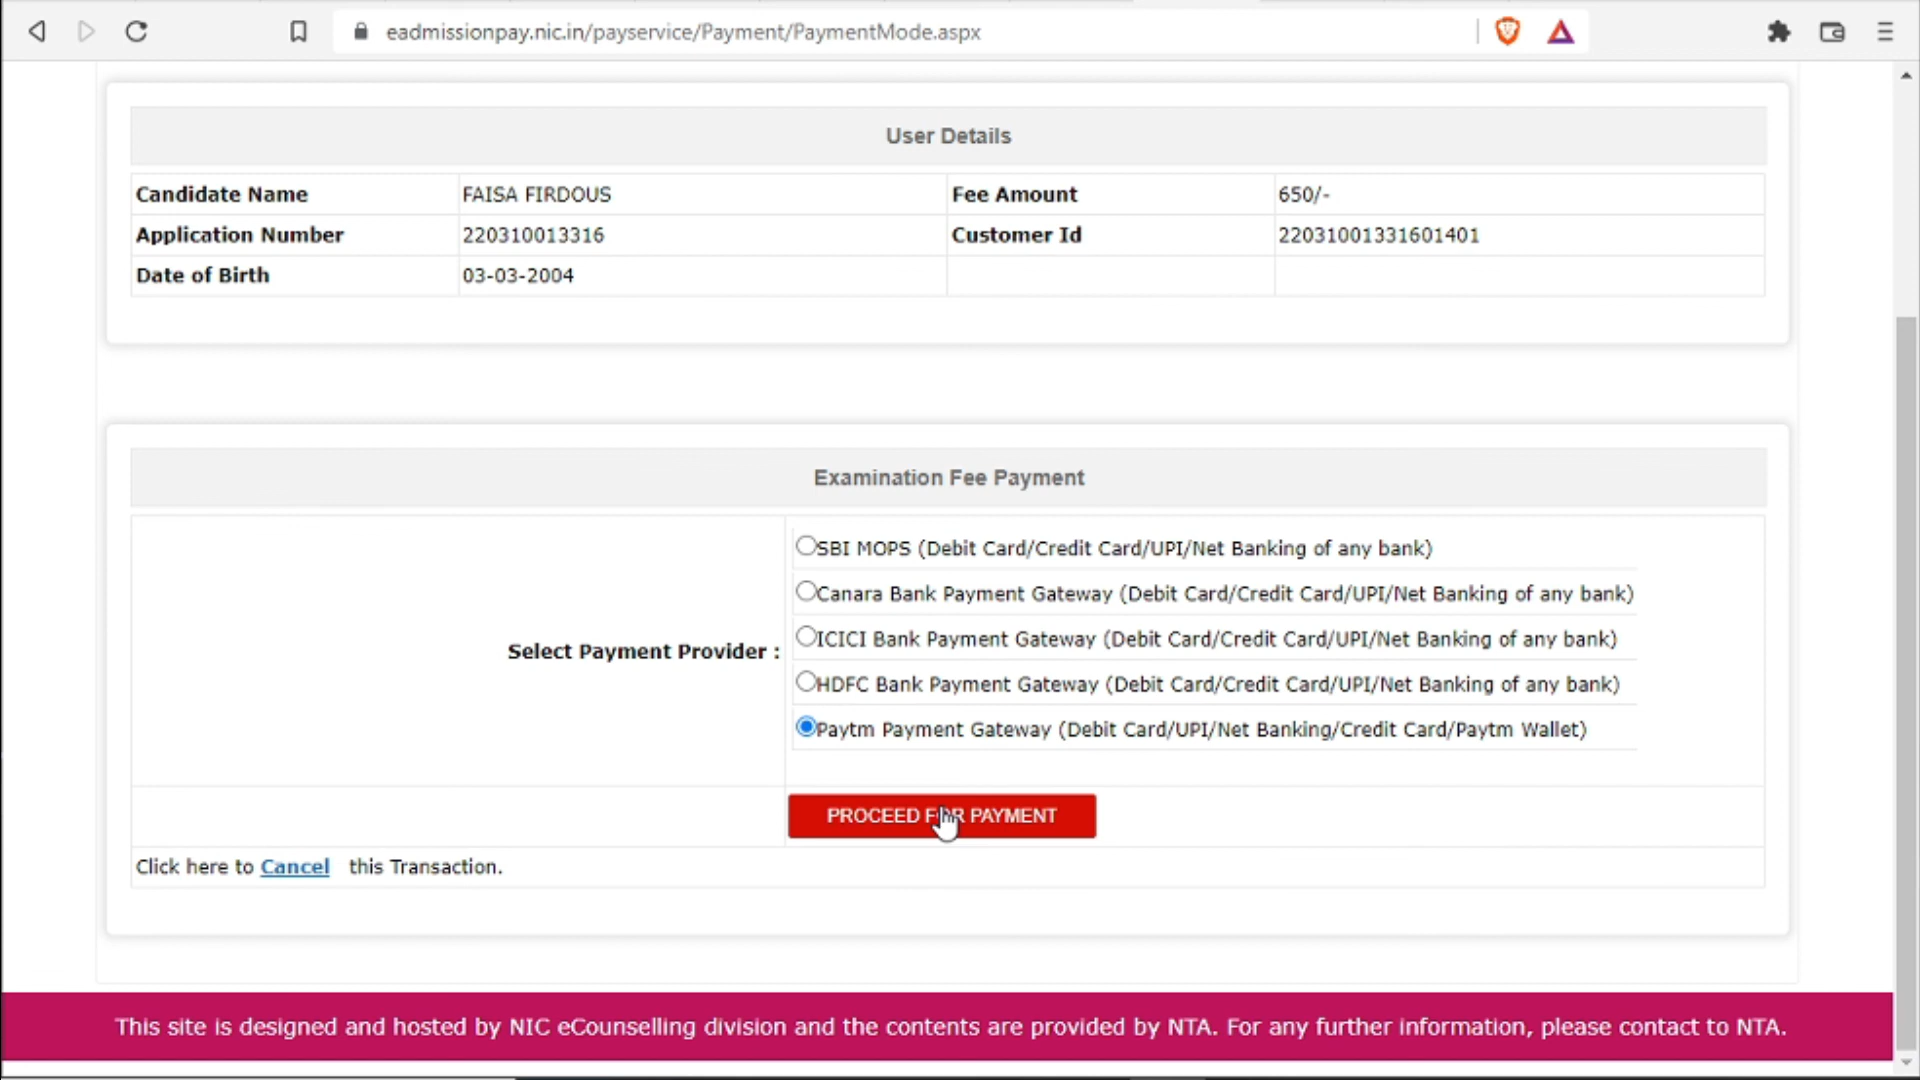 eadmissionpay.nic.in/payservice/Payment/PaymentMode.aspx
User Details
Candidate Name FAISA FIRDOUS Fee Amount 650/-
Application Number 220310013316 Customer Id 22031001331601401
Date of Birth 03-03-2004
Examination Fee Payment
Select Payment Provider :
SBI MOPS (Debit Card/Credit Card/UPI/Net Banking of any bank)
Canara Bank Payment Gateway (Debit Card/Credit Card/UPI/Net Banking of any bank)
ICICI Bank Payment Gateway (Debit Card/Credit Card/UPI/Net Banking of any bank)
HDFC Bank Payment Gateway (Debit Card/Credit Card/UPI/Net Banking of any bank)
Paytm Payment Gateway (Debit Card/UPI/Net Banking/Credit Card/Paytm Wallet)
PROCEED FOR PAYMENT
Click here to Cancel this Transaction.
This site is designed and hosted by NIC eCounselling division and the contents are provided by NTA. For any further information, please contact to NTA.